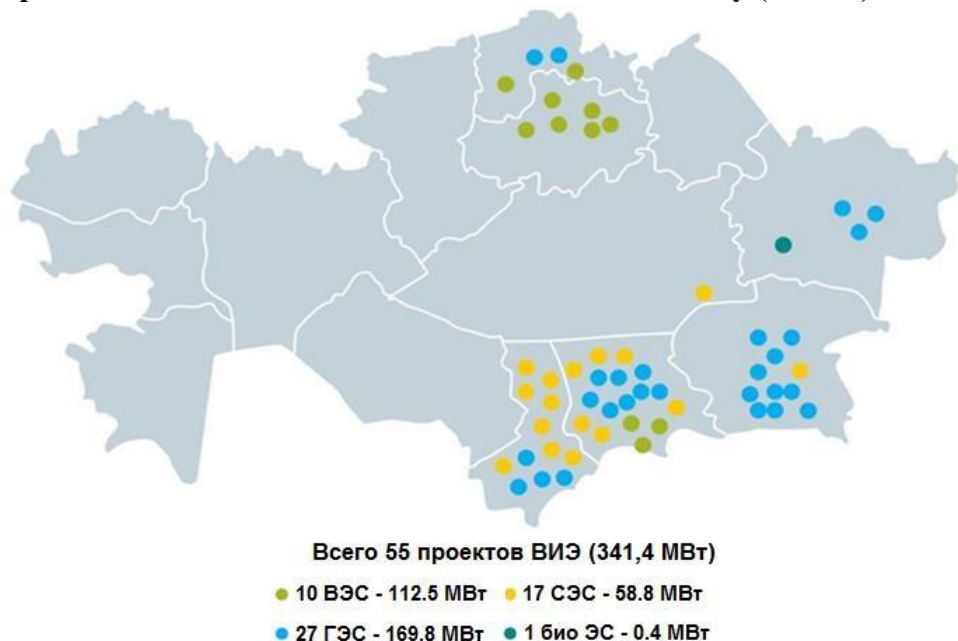 Всего 55 проектов ВИЭ (341,4 МВт)
10 ВЭС - 112.5 МВт 17 СЭС - 58.8 МВт
27 ГЭС - 169.8 МВт 1 био ЭС - 0.4 МВт